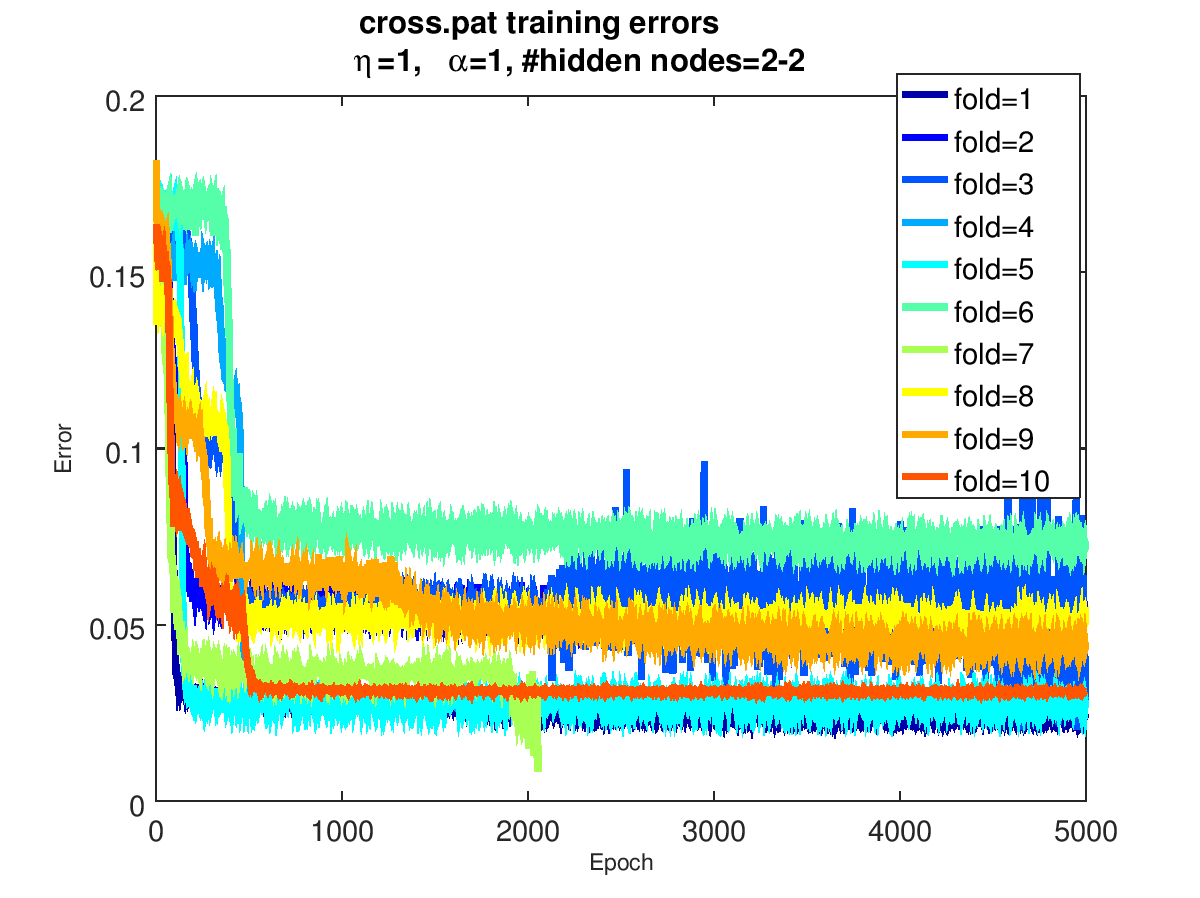 cross.pat training errors
η=1, α=1, #hidden nodes=2-2
fold=1
fold=2
fold=3
fold=4
fold=5
fold=6
fold=7
fold=8
fold=9
fold=10
0.2
0.15
0.1
0.05
0
Error
0 1000 2000 3000 4000 5000
Epoch